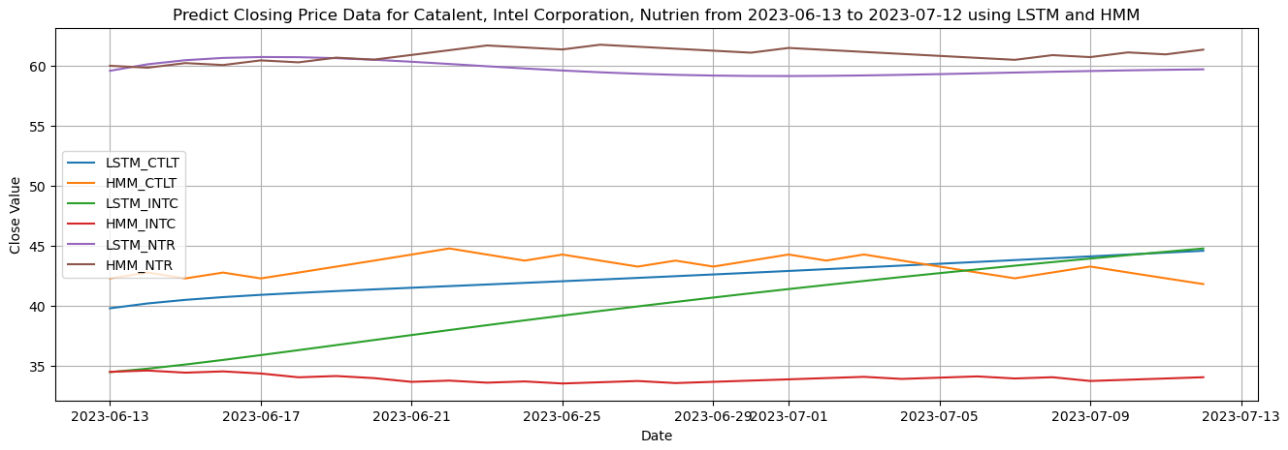 Predict Closing Price Data for Catalent, Intel Corporation, Nutrien from 2023-06-13 to 2023-07-12 using LSTM and HMM
60
55
50
45
40
35
Close Value
LSTM_CTLT
HMM_CTLT
LSTM_INTC
HMM_INTC
LSTM_NTR
HMM_NTR
2023-06-13 2023-06-17 2023-06-21 2023-06-25 2023-06-29 2023-07-01 2023-07-05 2023-07-09 2023-07-13
Date